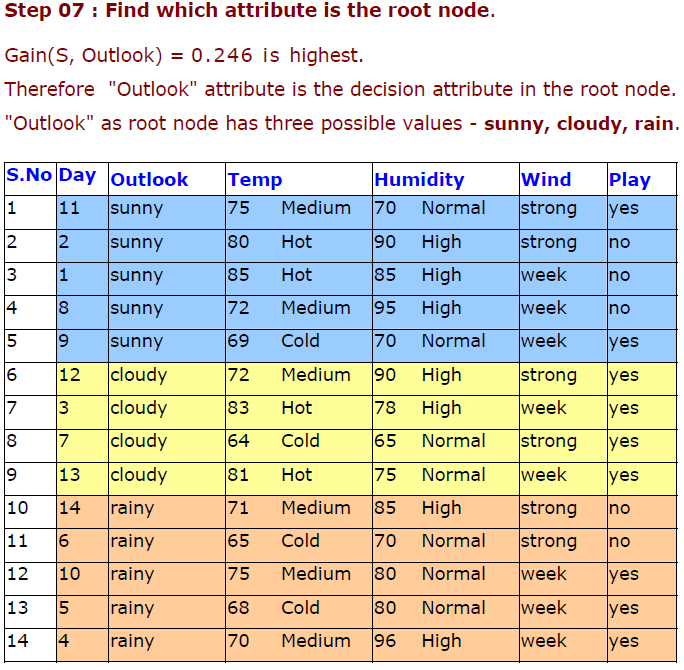 Step 07 : Find which attribute is the root node.
Gain(S, Outlook) = 0.246 is highest.
Therefore "Outlook" attribute is the decision attribute in the root node.
"Outlook" as root node has three possible values - sunny, cloudy, rain.
S.No Day Outlook Temp Humidity Wind Play
1 11 sunny 75 Medium 70 Normal strong yes
2 2 sunny 80 Hot 90 High strong no
3 1 sunny 85 Hot 85 High week no
4 8 sunny 72 Medium 95 High week no
5 9 sunny 69 Cold 70 Normal week yes
6 12 cloudy 72 Medium 90 High strong yes
7 3 cloudy 83 Hot 78 High week yes
8 7 cloudy 64 Cold 65 Normal strong yes
9 13 cloudy 81 Hot 75 Normal week yes
10 14 rainy 71 Medium 85 High strong no
11 6 rainy 65 Cold 70 Normal strong no
12 10 rainy 75 Medium 80 Normal week yes
13 5 rainy 68 Cold 80 Normal week yes
14 4 rainy 70 Medium 96 High week yes